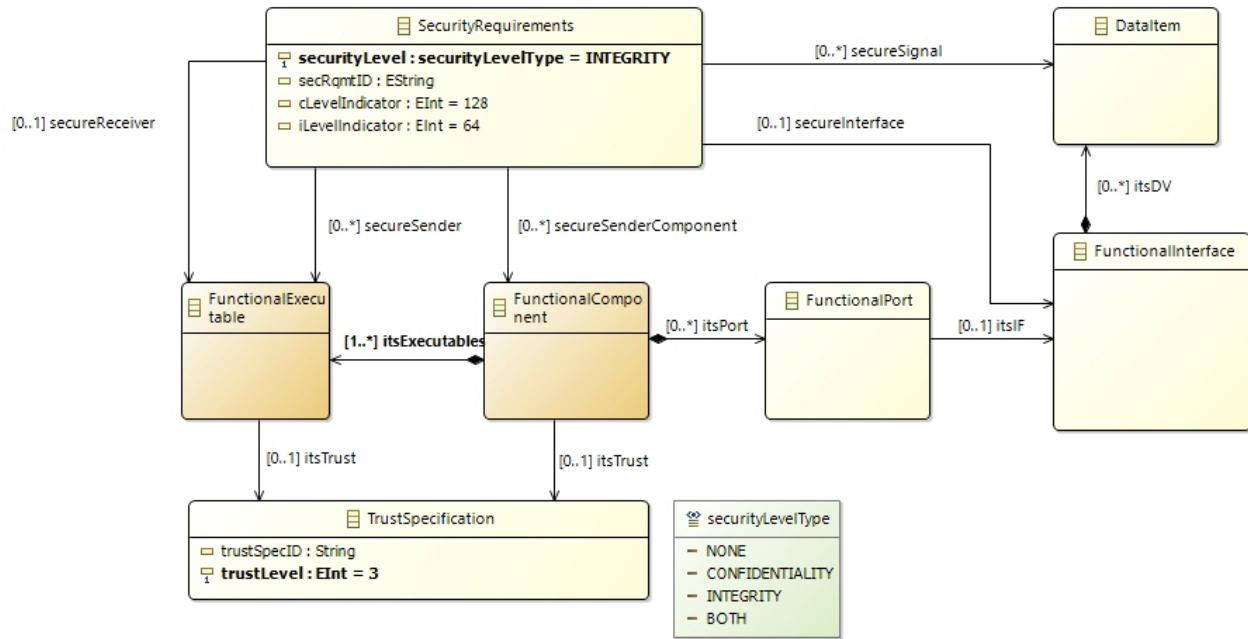 SecurityRequirements
securityLevel : securityLevelType = INTEGRITY
secRqmtID : EString
cLevelIndicator : EInt = 128
iLevelIndicator : EInt = 64
DataItem
[0..*] secureSignal
[0..1] secureReceiver
[0..1] secureInterface
[0..*] itsDV
[0..*] secureSender
[0..*] secureSenderComponent
FunctionalInterface
FunctionalExecu
table
FunctionalCompo
nent
FunctionalPort
[1..*] itsExecutables
[0..*] itsPort
[0..1] itsIF
[0..1] itsTrust
[0..1] itsTrust
TrustSpecification
trustSpecID : String
1 trustLevel : EInt = 3
securityLevelType
NONE
CONFIDENTIALITY
INTEGRITY
BOTH